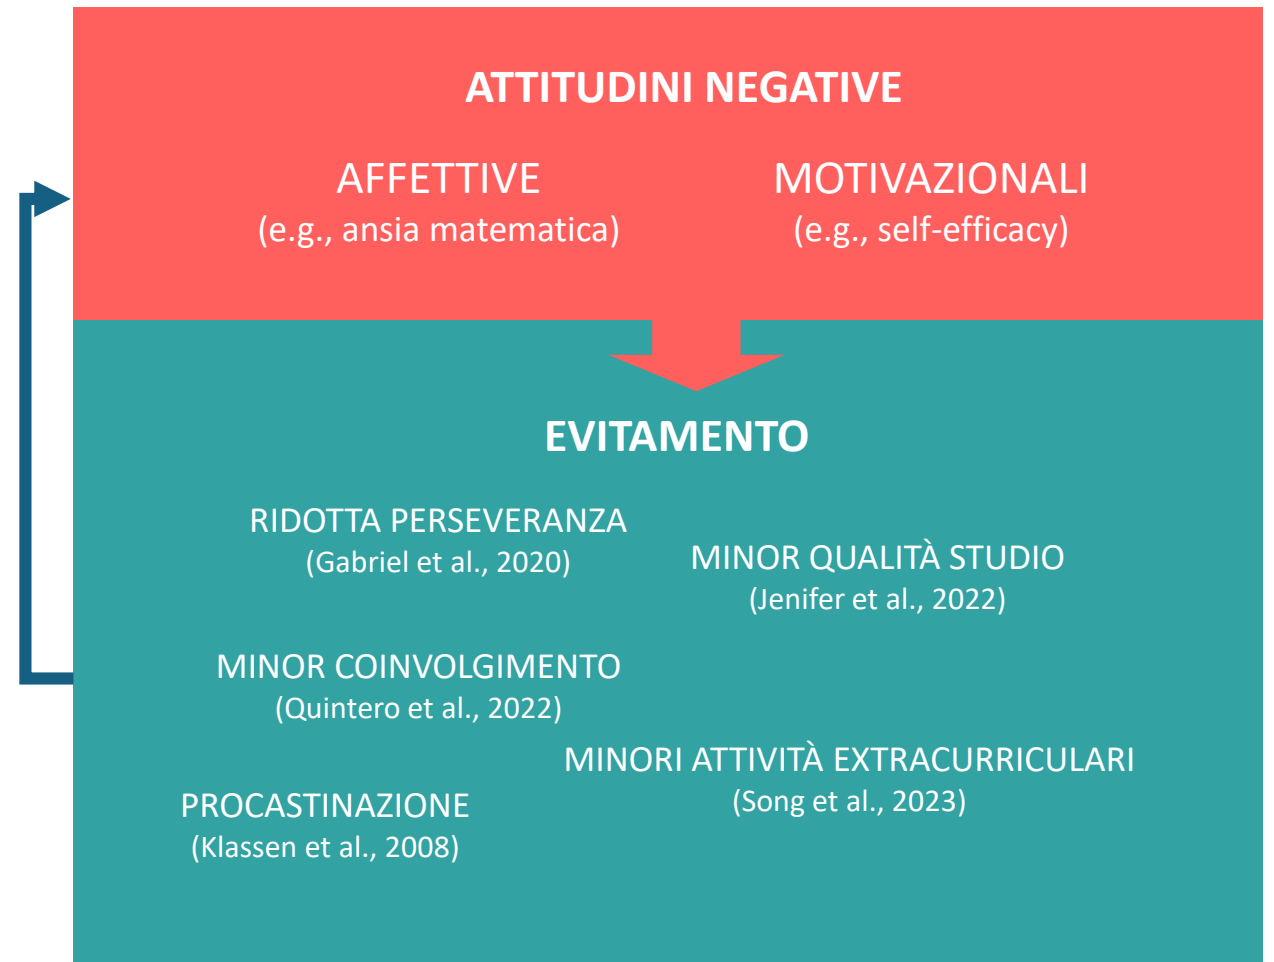 ATTITUDINI NEGATIVE
AFFETTIVE
(e.g., ansia matematica)
MOTIVAZIONALI
(e.g., self-efficacy)
EVITAMENTO
RIDOTTA PERSEVERANZA
(Gabriel et al., 2020)
MINOR QUALITÀ STUDIO
(Jenifer et al., 2022)
MINOR COINVOLGIMENTO
(Quintero et al., 2022)
MINORI ATTIVITÀ EXTRACURRICULARI
(Song et al., 2023)
PROCASTINAZIONE
(Klassen et al., 2008)